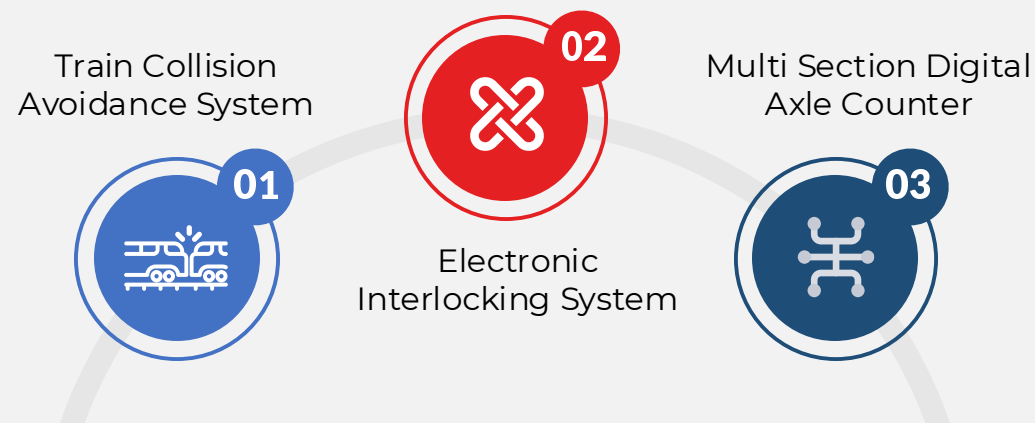 01
Train Collision
Avoidance System
02
Electronic
Interlocking System
03
Multi Section Digital
Axle Counter